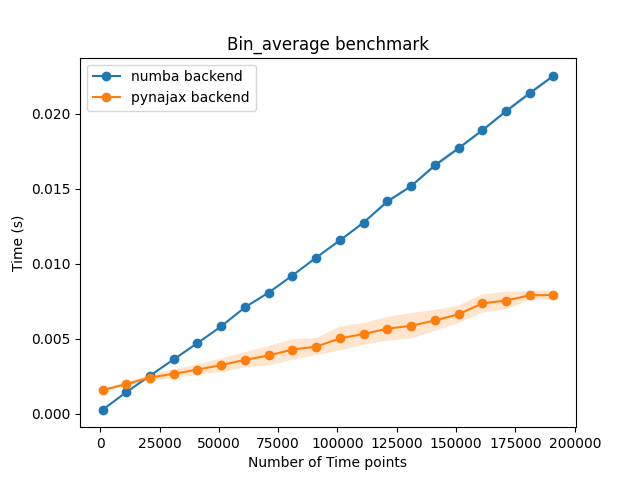 Bin_average benchmark
numba backend
pynajax backend
Time (s)
0.020
0.015
0.010
0.005
0.000
0 25000 50000 75000 100000 125000 150000 175000 200000
Number of Time points